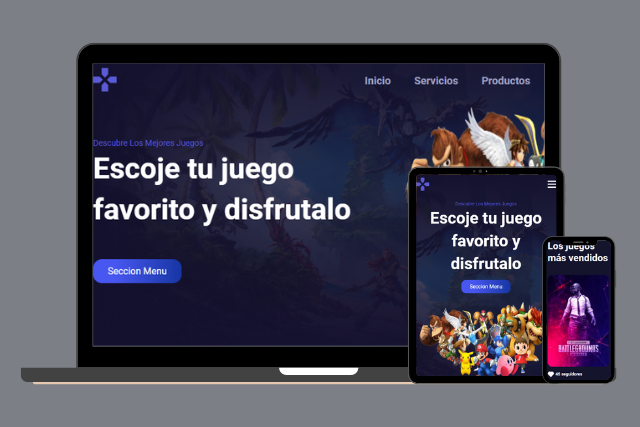 Inicio Servicios Productos
Descubre Los Mejores Juegos
Escoje tu juego
favorito y disfrutalo
Seccion Menu
Descubre Los Mejores Juegos
Escoje tu juego
favorito y
disfrutalo
Seccion Menu
Los juegos
más vendidos
BATTLEGROUNDS
45 seguidores